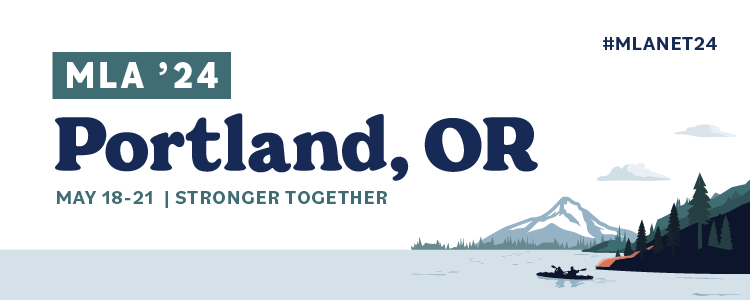 #MLANET24
MLA ’24
Portland, OR
MAY 18-21 | STRONGER TOGETHER